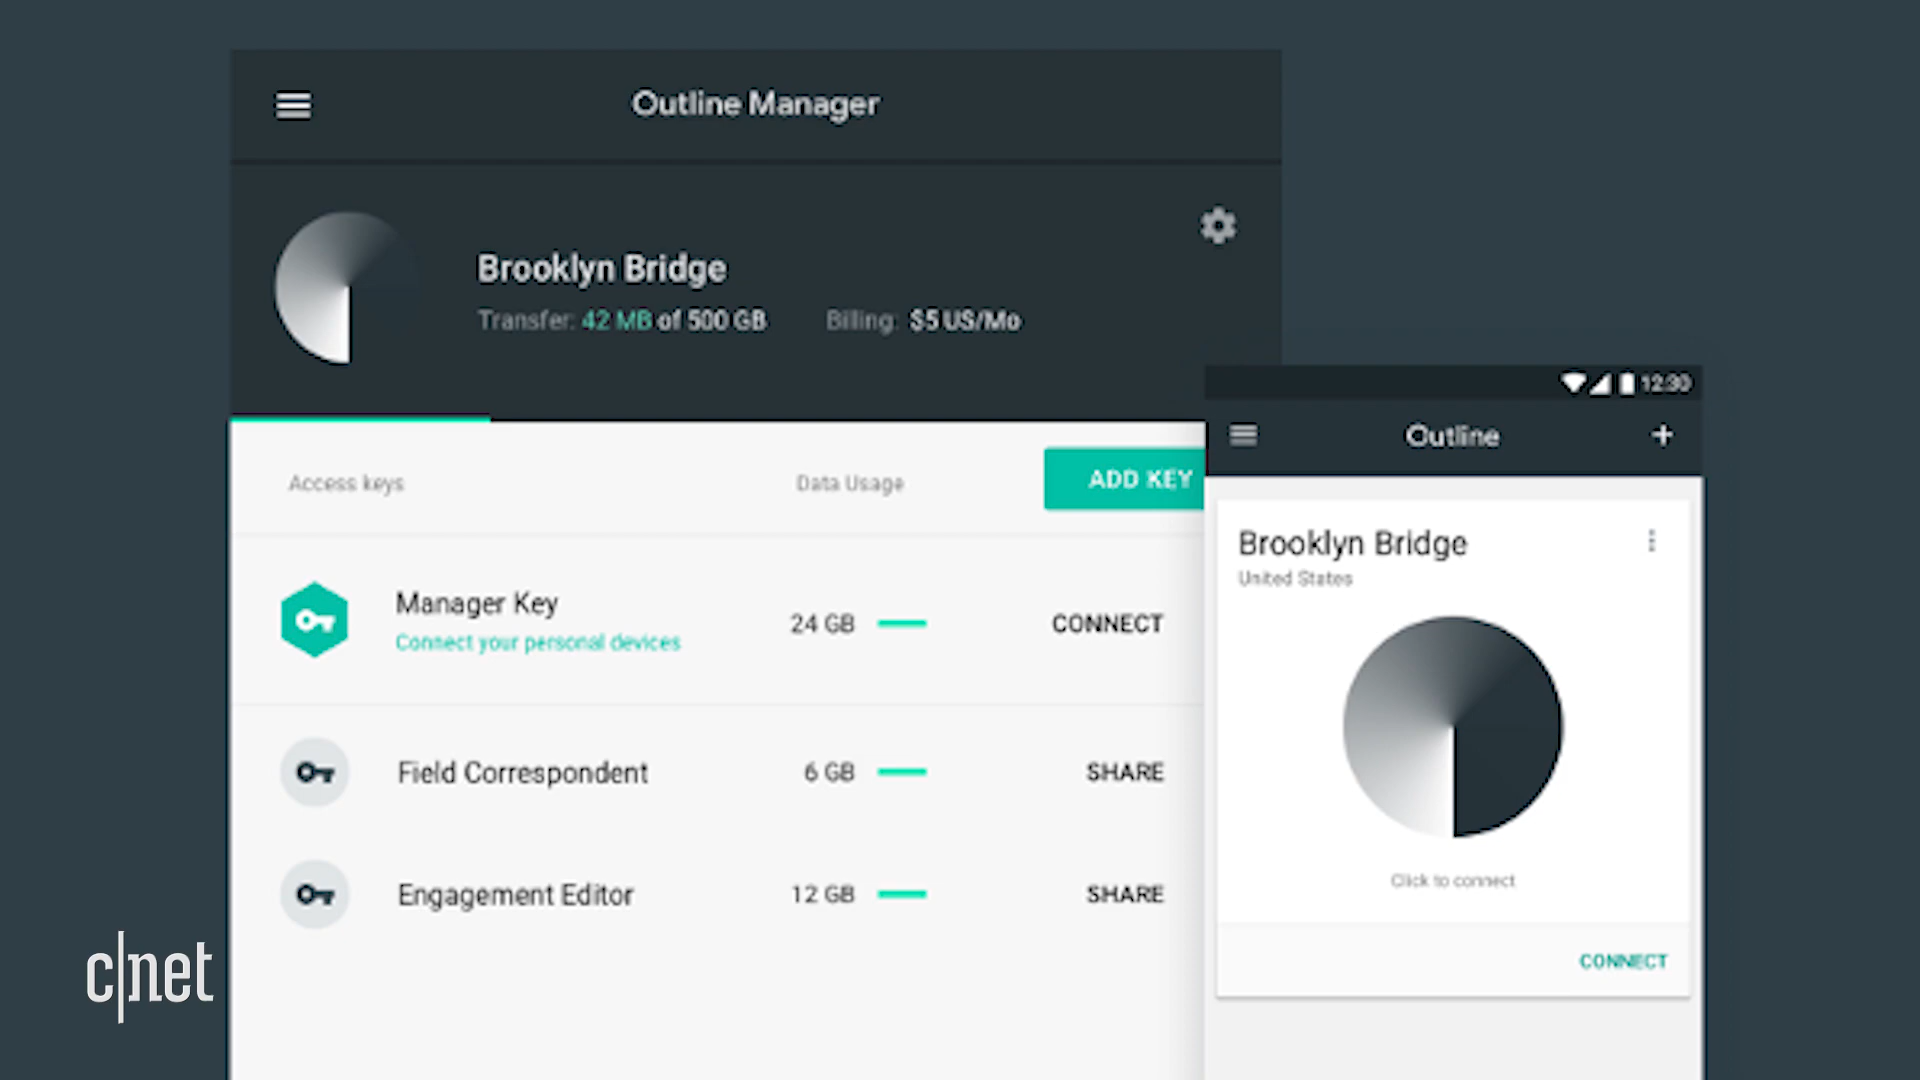 Outline Manager
Brooklyn Bridge
Transfer: 42 MB of 500 GB Billing: $5 US/Mo
Access keys Data Usage ADD KEY
Manager Key 24 GB CONNECT
Connect your personal devices
Field Correspondent 6 GB SHARE
Engagement Editor 12 GB SHARE
12:30
Outline +
Brooklyn Bridge
United States
Click to connect
CONNECT
c|net